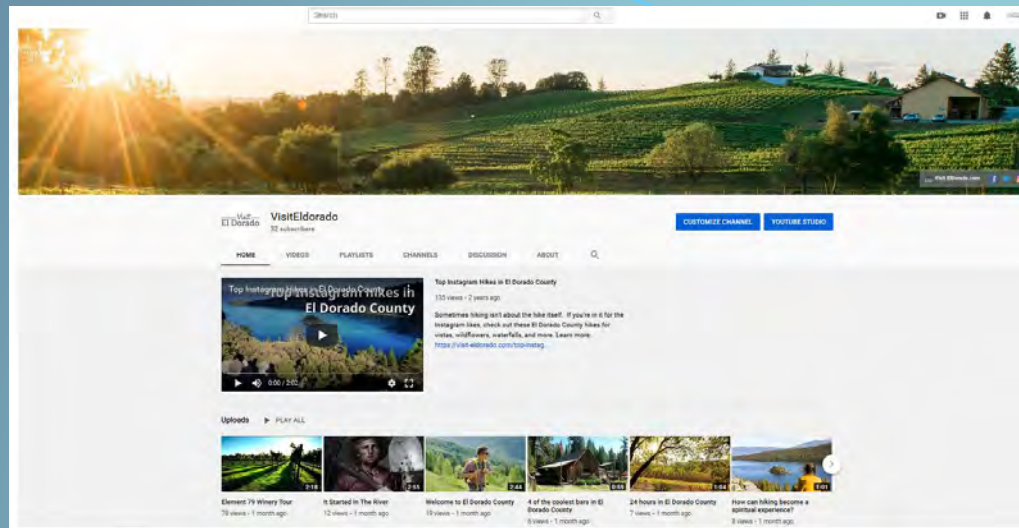 Search
Visit-ElDorado.com
Visit
El Dorado
VisitEldorado
32 subscribers
CUSTOMIZE CHANNEL
YOUTUBE STUDIO
HOME
VIDEOS
PLAYLISTS
CHANNELS
DISCUSSION
ABOUT
Top Instagram Hikes in El Dorado County
Top Instagram Hikes in
El Dorado County
0:00 / 2:02
Top Instagram Hikes in El Dorado County
135 views • 2 years ago
Sometimes hiking isn't about the hike itself. If you're in it for the
Instagram likes, check out these El Dorado County hikes for
vistas, wildflowers, waterfalls, and more. Learn more:
https://visit-eldorado.com/top-instag...
Uploads
PLAY ALL
2:18
2:55
2:44
0:55
1:04
1:01
Element 79 Winery Tour
78 views • 1 month ago
It Started In The River
12 views • 1 month ago
Welcome to El Dorado County
19 views • 1 month ago
4 of the coolest bars in El
Dorado County
6 views • 1 month ago
24 hours in El Dorado County
7 views • 1 month ago
How can hiking become a
spiritual experience?
8 views • 1 month ago